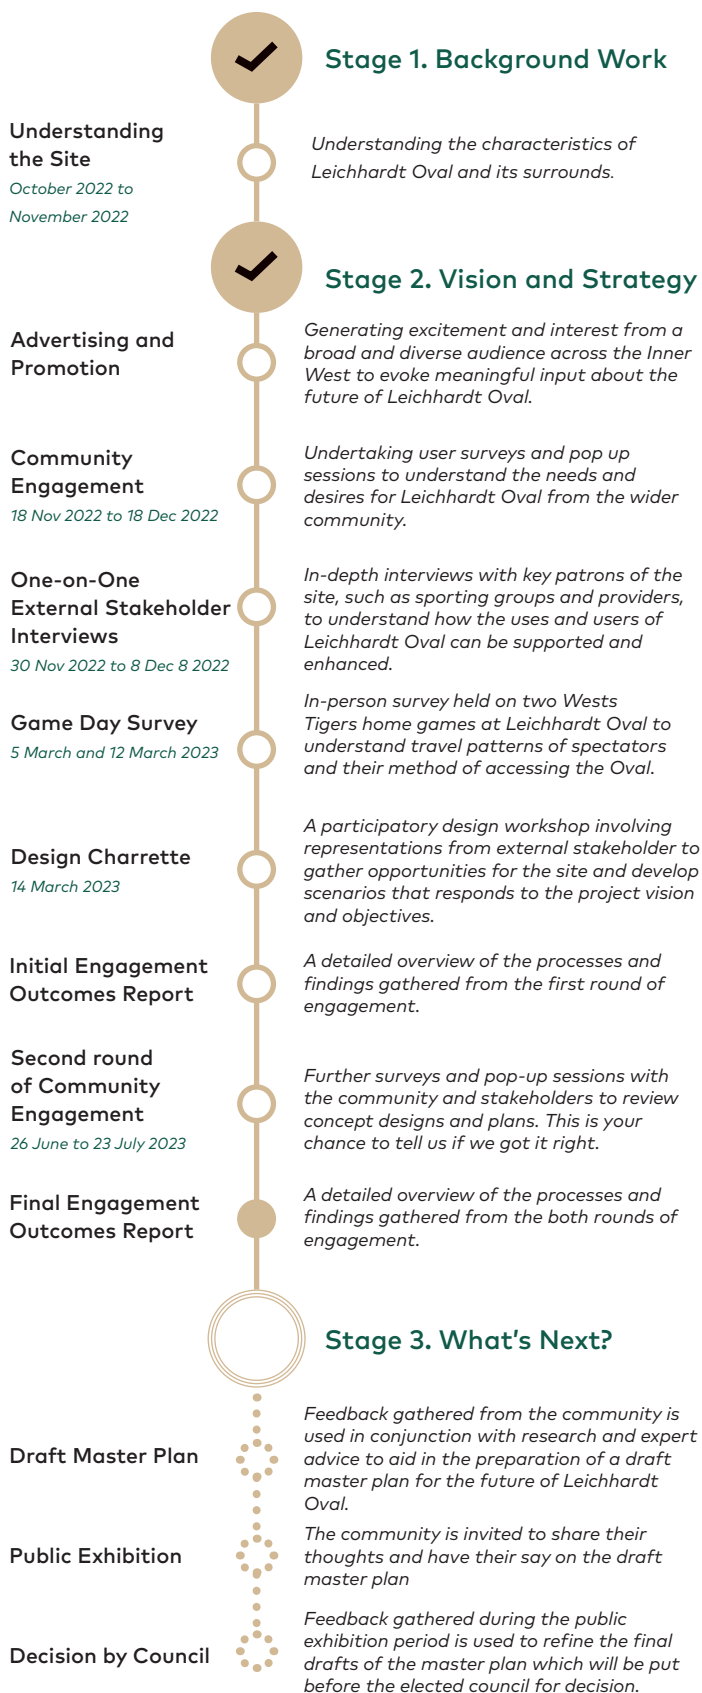 Stage 1. Background Work
Understanding
the Site
October 2022 to
November 2022
Understanding the characteristics of
Leichhardt Oval and its surrounds.
Stage 2. Vision and Strategy
Advertising and
Promotion
Generating excitement and interest from a
broad and diverse audience across the Inner
West to evoke meaningful input about the
future of Leichhardt Oval.
Community
Engagement
18 Nov 2022 to 18 Dec 2022
Undertaking user surveys and pop up
sessions to understand the needs and
desires for Leichhardt Oval from the wider
community.
One-on-One
External Stakeholder
Interviews
30 Nov 2022 to 8 Dec 8 2022
In-depth interviews with key patrons of the
site, such as sporting groups and providers,
to understand how the uses and users of
Leichhardt Oval can be supported and
enhanced.
Game Day Survey
5 March and 12 March 2023
In-person survey held on two Wests
Tigers home games at Leichhardt Oval to
understand travel patterns of spectators
and their method of accessing the Oval.
Design Charrette
14 March 2023
A participatory design workshop involving
representations from external stakeholder to
gather opportunities for the site and develop
scenarios that responds to the project vision
and objectives.
Initial Engagement
Outcomes Report
A detailed overview of the processes and
findings gathered from the first round of
engagement.
Second round
of Community
Engagement
26 June to 23 July 2023
Further surveys and pop-up sessions with
the community and stakeholders to review
concept designs and plans. This is your
chance to tell us if we got it right.
Final Engagement
Outcomes Report
A detailed overview of the processes and
findings gathered from the both rounds of
engagement.
Stage 3. What's Next?
Draft Master Plan
Feedback gathered from the community is
used in conjunction with research and expert
advice to aid in the preparation of a draft
master plan for the future of Leichhardt
Oval.
Public Exhibition
The community is invited to share their
thoughts and have their say on the draft
master plan
Decision by Council
Feedback gathered during the public
exhibition period is used to refine the final
drafts of the master plan which will be put
before the elected council for decision.